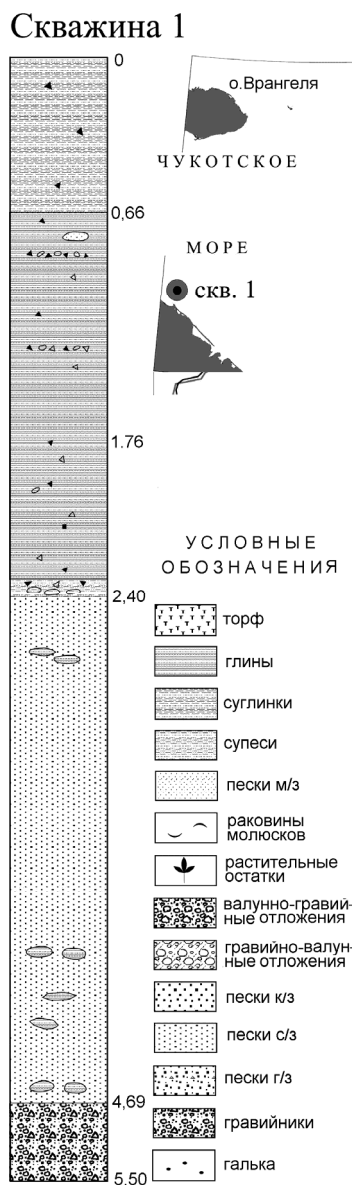 Скважина 1
0
о.Врангеля
ЧУКОТСКОЕ
0,66
МОРЕ
скв. 1
1.76
УСЛОВНЫЕ
ОБОЗНАЧЕНИЯ
2,40
торф
глины
суглинки
супеси
пески м/з
раковины
молюсков
растительные
остатки
валунно-гравий-
ные отложения
гравийно-валун-
ные отложения
пески к/з
пески с/з
пески г/з
4,69
гравийники
галька
5,50